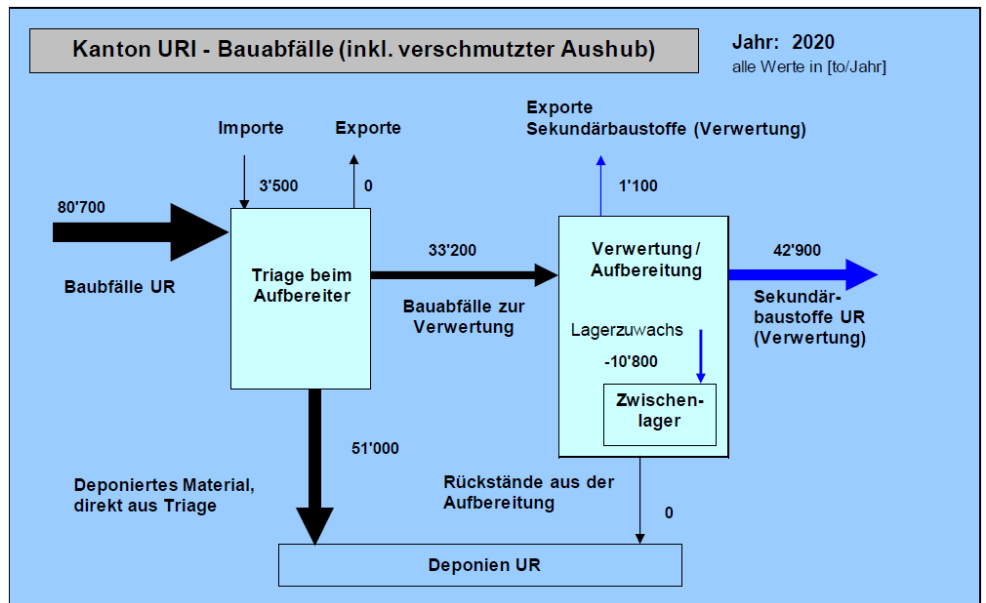 Kanton URI - Bauabfälle (inkl. verschmutzter Aushub)
Jahr: 2020
alle Werte in [to/Jahr]
Importe
Exporte
Exporte
Sekundärbaustoffe (Verwertung)
3'500
0
1'100
80'700
Baubfälle UR
Triage beim
Aufbereiter
33'200
Bauabfälle zur
Verwertung
Verwertung /
Aufbereitung
42'900
Sekundär-
baustoffe UR
(Verwertung)
Lagerzuwachs
-10'800
Zwischen-
lager
51'000
Deponiertes Material,
direkt aus Triage
Rückstände aus der
Aufbereitung
0
Deponien UR